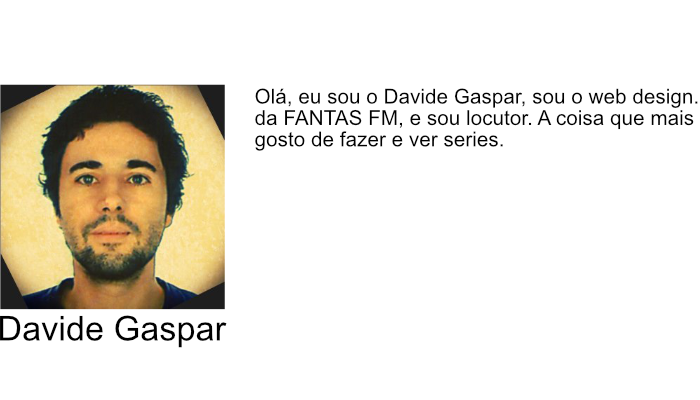 Olá, eu sou o Davide Gaspar, sou o web design.
da FANTAS FM, e sou locutor. A coisa que mais
gosto de fazer e ver series.
Davide Gaspar